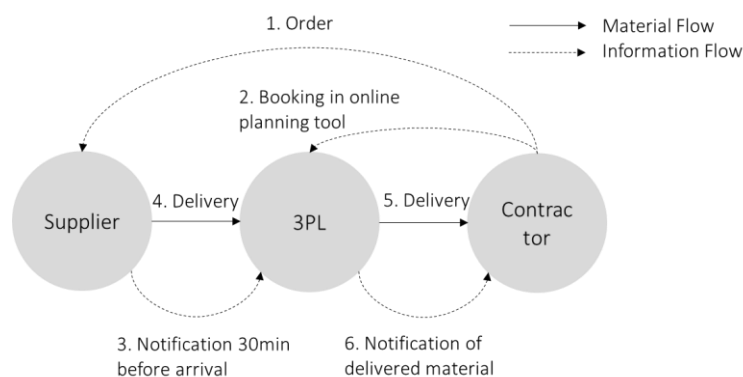 1. Order
Material Flow
Information Flow
2. Booking in online
planning tool
4. Delivery
5. Delivery
Supplier
3PL
Contrac
tor
3. Notification 30min
before arrival
6. Notification of
delivered material